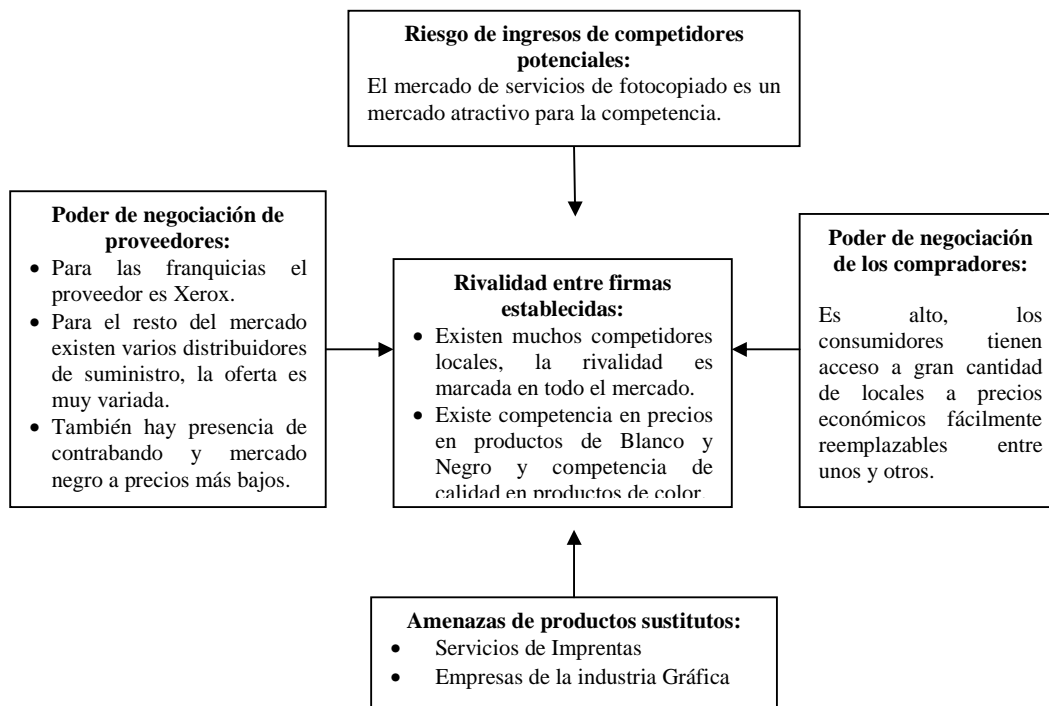 Riesgo de ingresos de competidores
potenciales:
El mercado de servicios de fotocopiado es un
mercado atractivo para la competencia.
Poder de negociación de
proveedores:
• Para las franquicias el
proveedor es Xerox.
• Para el resto del mercado
existen varios distribuidores
de suministro, la oferta es
muy variada.
• También hay presencia de
contrabando y mercado
negro a precios más bajos.
Rivalidad entre firmas
establecidas:
• Existen muchos competidores
locales, la rivalidad es
marcada en todo el mercado.
• Existe competencia en precios
en productos de Blanco y
Negro y competencia de
calidad en productos de color.
Poder de negociación
de los compradores:
Es alto, los
consumidores tienen
acceso a gran cantidad
de locales a precios
económicos fácilmente
reemplazables entre
unos y otros.
Amenazas de productos sustitutos:
• Servicios de Imprentas
• Empresas de la industria Gráfica